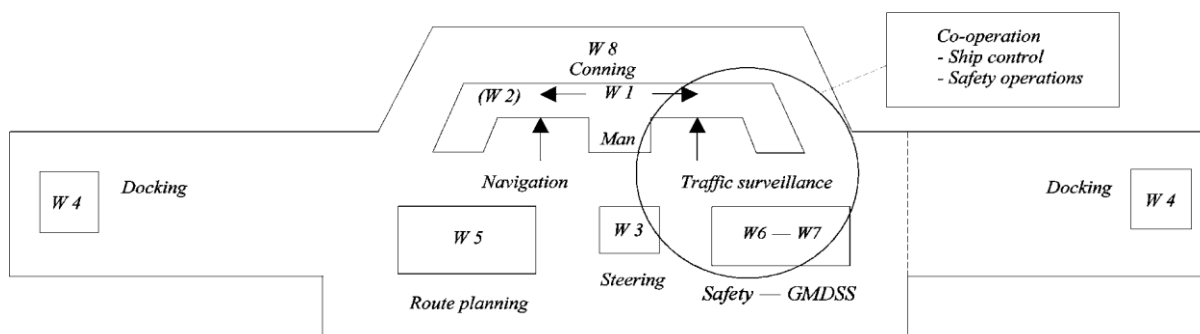 W 8
Conning
(W 2)
W 1
Man
Navigation
Traffic surveillance
Co-operation
- Ship control
- Safety operations
W 4
Docking
Docking
W 4
W 5
W 3
W6 — W7
Route planning
Steering
Safety — GMDSS